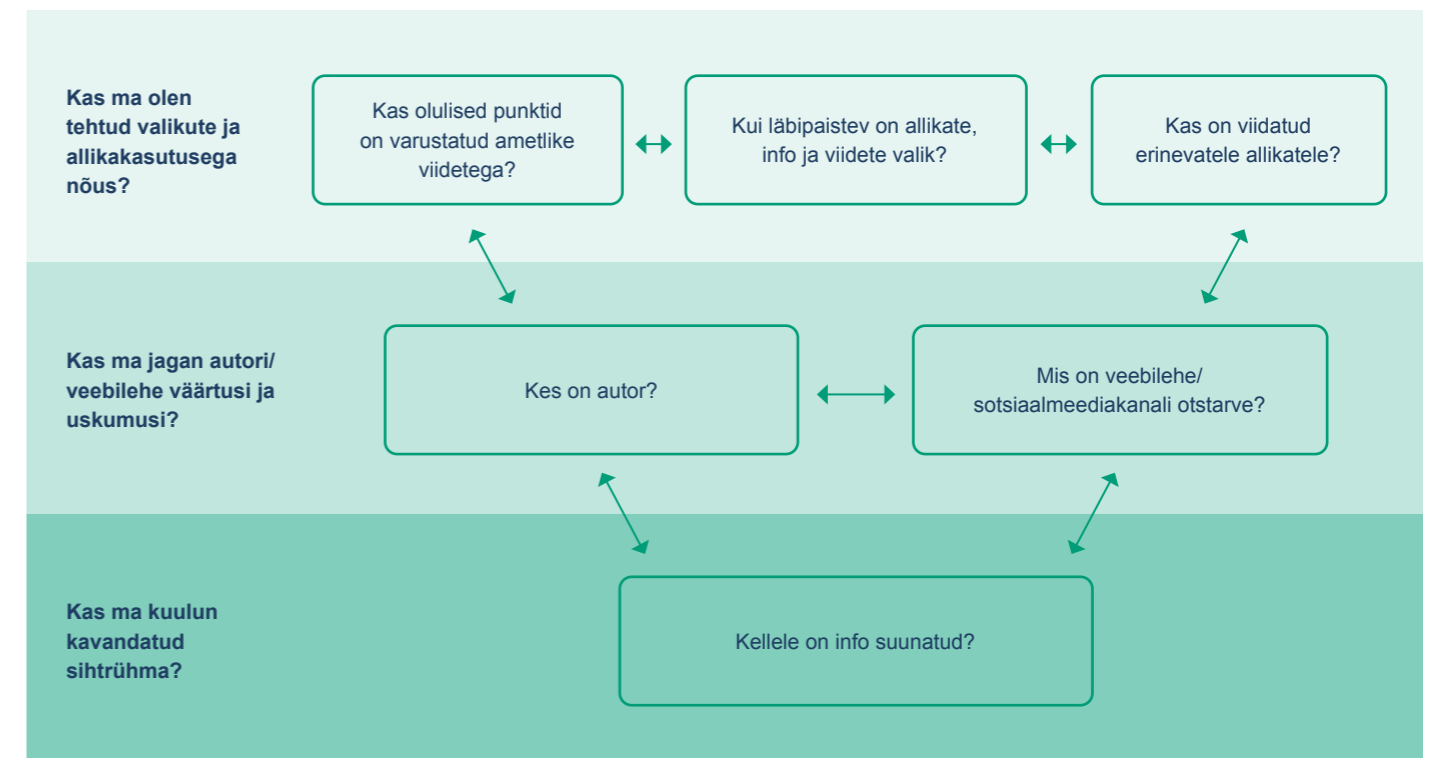 Kas ma olen
tehtud valikute ja
allikakasutusega
nõus?
Kas olulised punktid
on varustatud ametlike
viidetega?
Kui läbipaistev on allikate,
info ja viidete valik?
Kas on viidatud
erinevatele allikatele?
Kas ma jagan autori/
veebilehe väärtusi ja
uskumusi?
Kes on autor?
Mis on veebilehe/
sotsiaalmeediakanali otstarve?
Kas ma kuulun
kavandatud
sihtrühma?
Kellele on info suunatud?